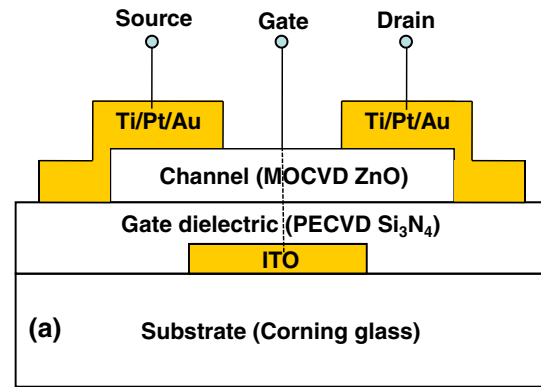 Source Gate Drain
Ti/Pt/Au Ti/Pt/Au
Channel (MOCVD ZnO)
Gate dielectric (PECVD Si₃N₄)
ITO
(a) Substrate (Corning glass)